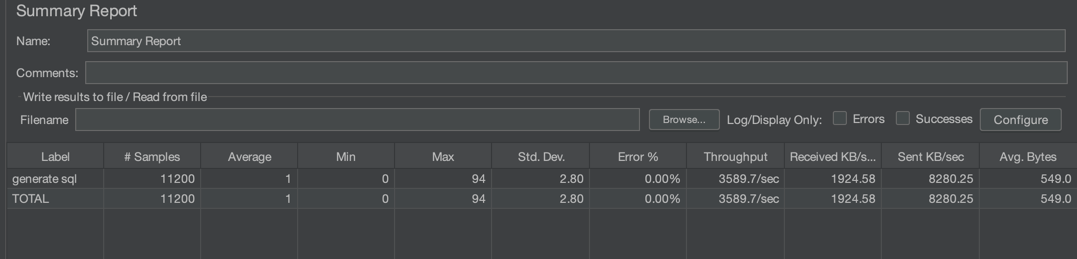 Summary Report
Name: Summary Report
Comments:
Write results to file / Read from file
Filename Browse... Log/Display Only: Errors Successes Configure
Label # Samples Average Min Max Std. Dev. Error % Throughput Received KB/s... Sent KB/sec Avg. Bytes
generate sql 11200 1 0 94 2.80 0.00% 3589.7/sec 1924.58 8280.25 549.0
TOTAL 11200 1 0 94 2.80 0.00% 3589.7/sec 1924.58 8280.25 549.0